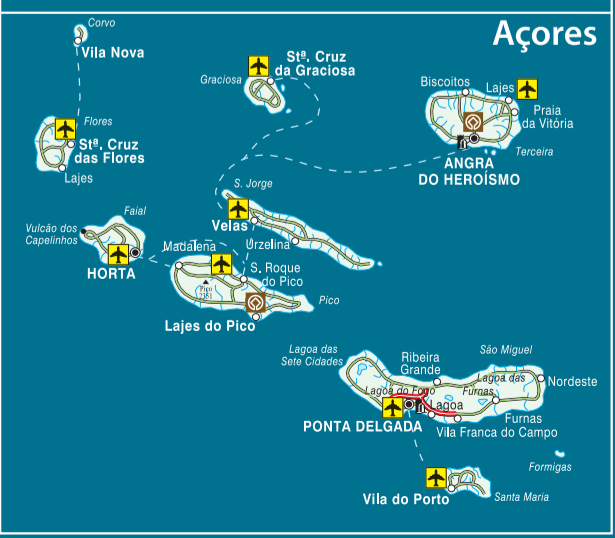 Açores
Corvo
Vila Nova
Stª. Cruz
da Graciosa
Graciosa
Biscoitos
Lajes
Praia
da Vitória
Terceira
ANGRA
DO HEROÍSMO
Flores
Stª. Cruz
das Flores
Lajes
S. Jorge
Velas
Urzelina
Faial
Vulcão dos
Capelinhos
HORTA
Madalena
S. Roque
do Pico
Pico
2351
Pico
Lajes do Pico
Lagoa das
Sete Cidades
Ribeira
Grande
São Miguel
Lagoa das
Furnas
Nordeste
Lagoa do Fogo
Lagoa
PONTA DELGADA
Furnas
Vila Franca do Campo
Formigas
Vila do Porto
Santa Maria